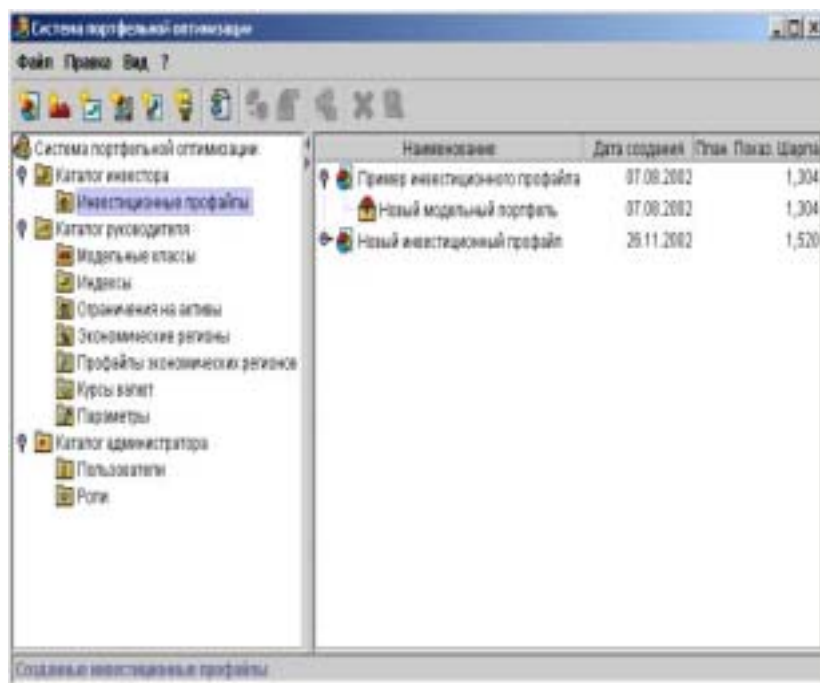 Система портфельной оптимизации
Файл Правка Вид ?
Система портфельной оптимизации
Каталог инвестора
Инвестиционные профайлы
Каталог руководителя
Модельные классы
Индексы
Ограничения на активы
Экономические регионы
Профайлы экономических регионов
Курсы валют
Параметры
Каталог администратора
Пользователи
Роли
Наименование Дата создания План. Показ. Шарпа
Пример инвестиционного профайла 07.08.2002 1,304
Новый модельный портфель 07.08.2002 1,304
Новый инвестиционный профайл 26.11.2002 1,520
Созданные инвестиционные профайлы